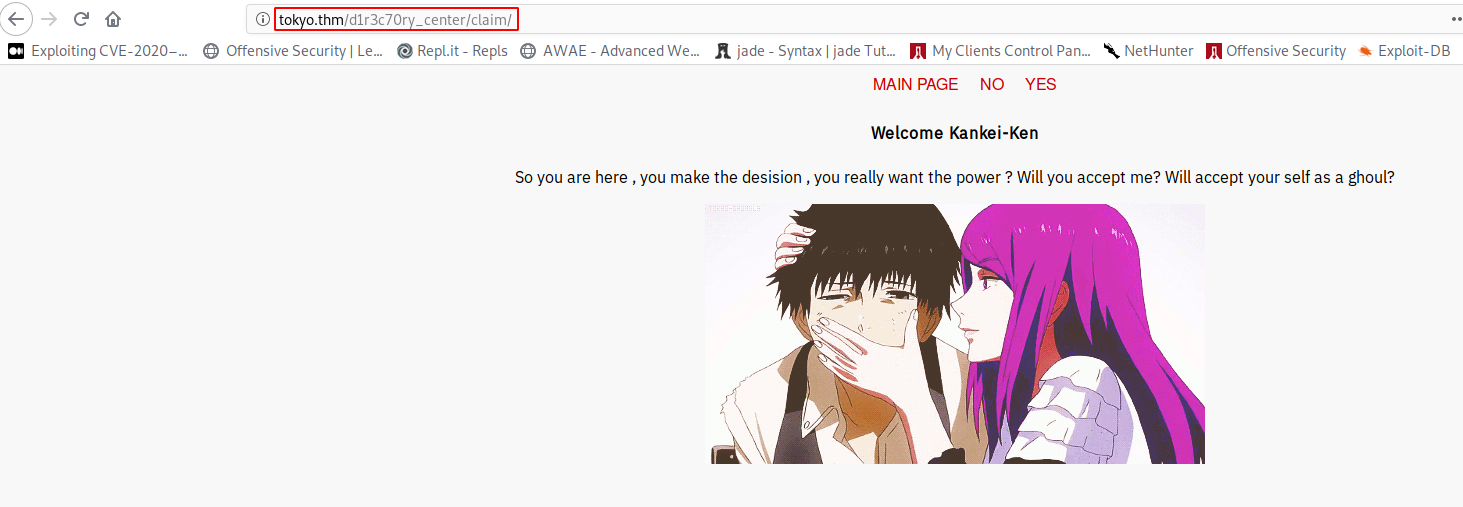 tokyo.thm/d1r3c70ry_center/claim/
Exploiting CVE-2020–... Offensive Security | Le... Repl.it - Repls AWAE - Advanced We... jade - Syntax | jade Tut... My Clients Control Pan... NetHunter Offensive Security Exploit-DB
MAIN PAGE NO YES
Welcome Kankei-Ken
So you are here , you make the desision , you really want the power ? Will you accept me? Will accept your self as a ghoul?